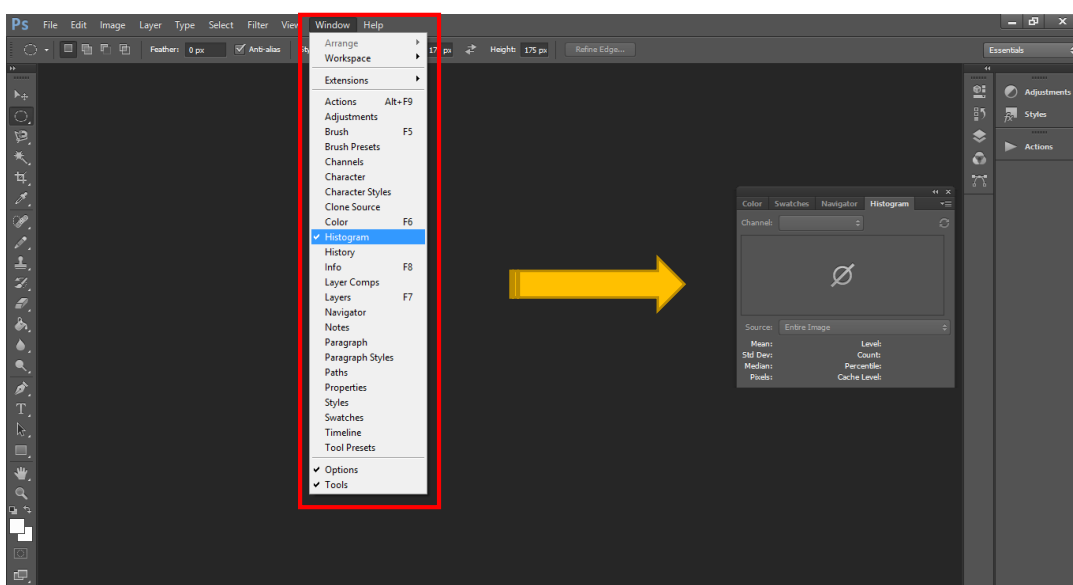 Ps File Edit Image Layer Type Select Filter View Window Help
Feather: 0 px Anti-alias Height: 175 px Refine Edge... Essentials
Arrange
Workspace
Extensions
Actions Alt+F9
Adjustments
Brush F5
Brush Presets
Channels
Character
Character Styles
Clone Source
Color F6
Histogram
History
Info F8
Layer Comps
Layers F7
Navigator
Notes
Paragraph
Paragraph Styles
Paths
Properties
Styles
Swatches
Timeline
Tool Presets
Options
Tools
Color Swatches Navigator Histogram
Channel:
Source: Entire Image
Mean: Level:
Std Dev: Count:
Median: Percentile:
Pixels: Cache Level:
Adjustments
Styles
Actions